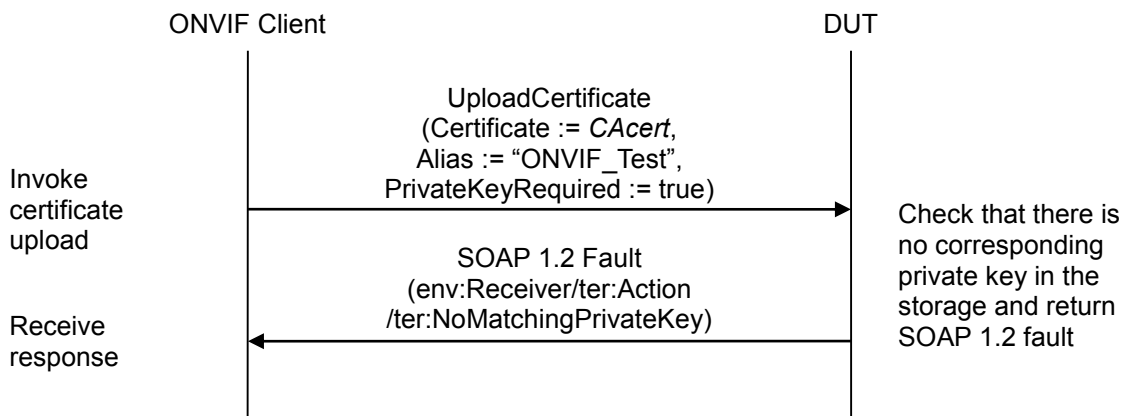 ONVIF Client
DUT
UploadCertificate
(Certificate := CAcert,
Alias := “ONVIF_Test”,
PrivateKeyRequired := true)
Invoke
certificate
upload
Check that there is
no corresponding
private key in the
storage and return
SOAP 1.2 fault
SOAP 1.2 Fault
(env:Receiver/ter:Action
/ter:NoMatchingPrivateKey)
Receive
response